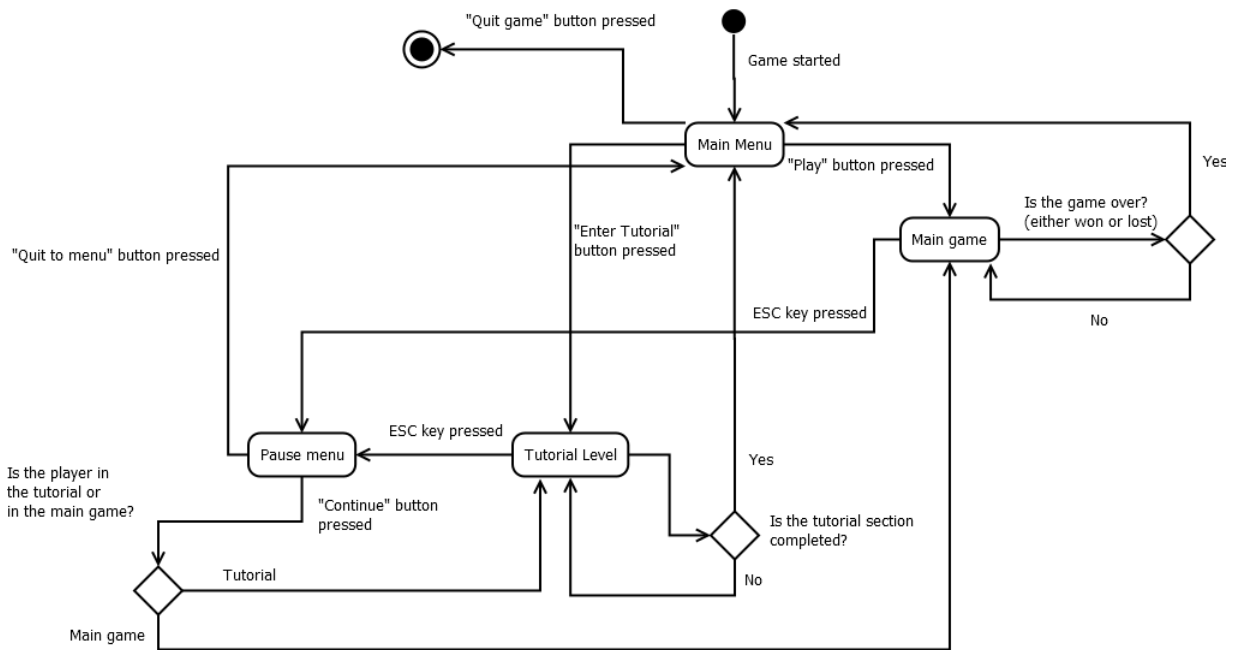 "Quit game" button pressed
Game started
Main Menu
"Play" button pressed
Yes
Is the game over?
(either won or lost)
"Enter Tutorial"
button pressed
Main game
"Quit to menu" button pressed
ESC key pressed
No
ESC key pressed
Pause menu
Tutorial Level
Yes
Is the player in
the tutorial or
in the main game?
"Continue" button
pressed
Is the tutorial section
completed?
Tutorial
No
Main game